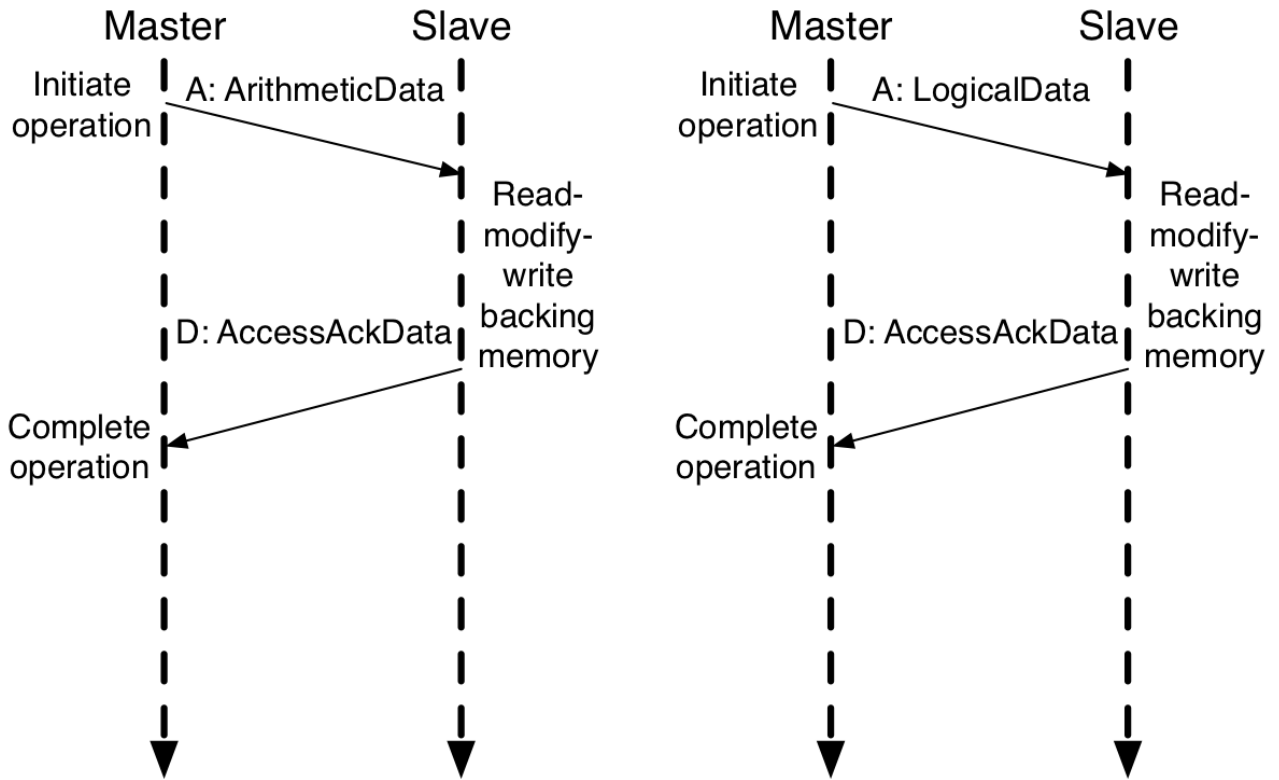 Master
Slave
Initiate
operation
A: ArithmeticData
Read-
modify-
write
backing
memory
D: AccessAckData
Complete
operation
Master
Slave
Initiate
operation
A: LogicalData
Read-
modify-
write
backing
memory
D: AccessAckData
Complete
operation